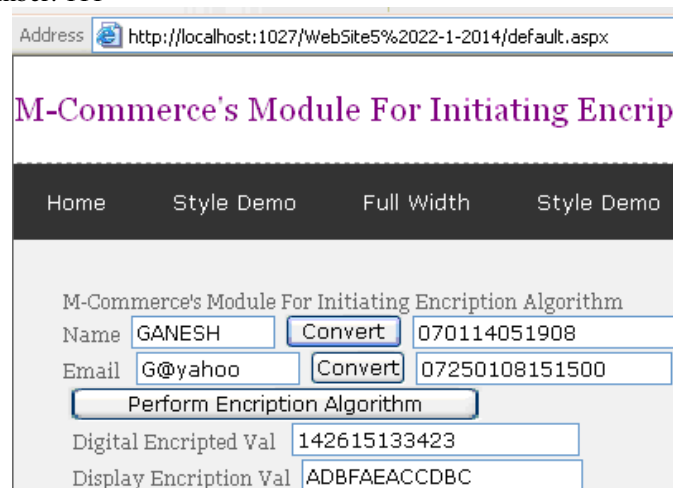 Address http://localhost:1027/WebSite5%2022-1-2014/default.aspx
M-Commerce's Module For Initiating Encrip
Home Style Demo Full Width Style Demo
M-Commerce's Module For Initiating Encription Algorithm
Name GANESH Convert 070114051908
Email G@yahoo Convert 07250108151500
Perform Encription Algorithm
Digital Encripted Val 142615133423
Display Encription Val ADBFAEACCDBC